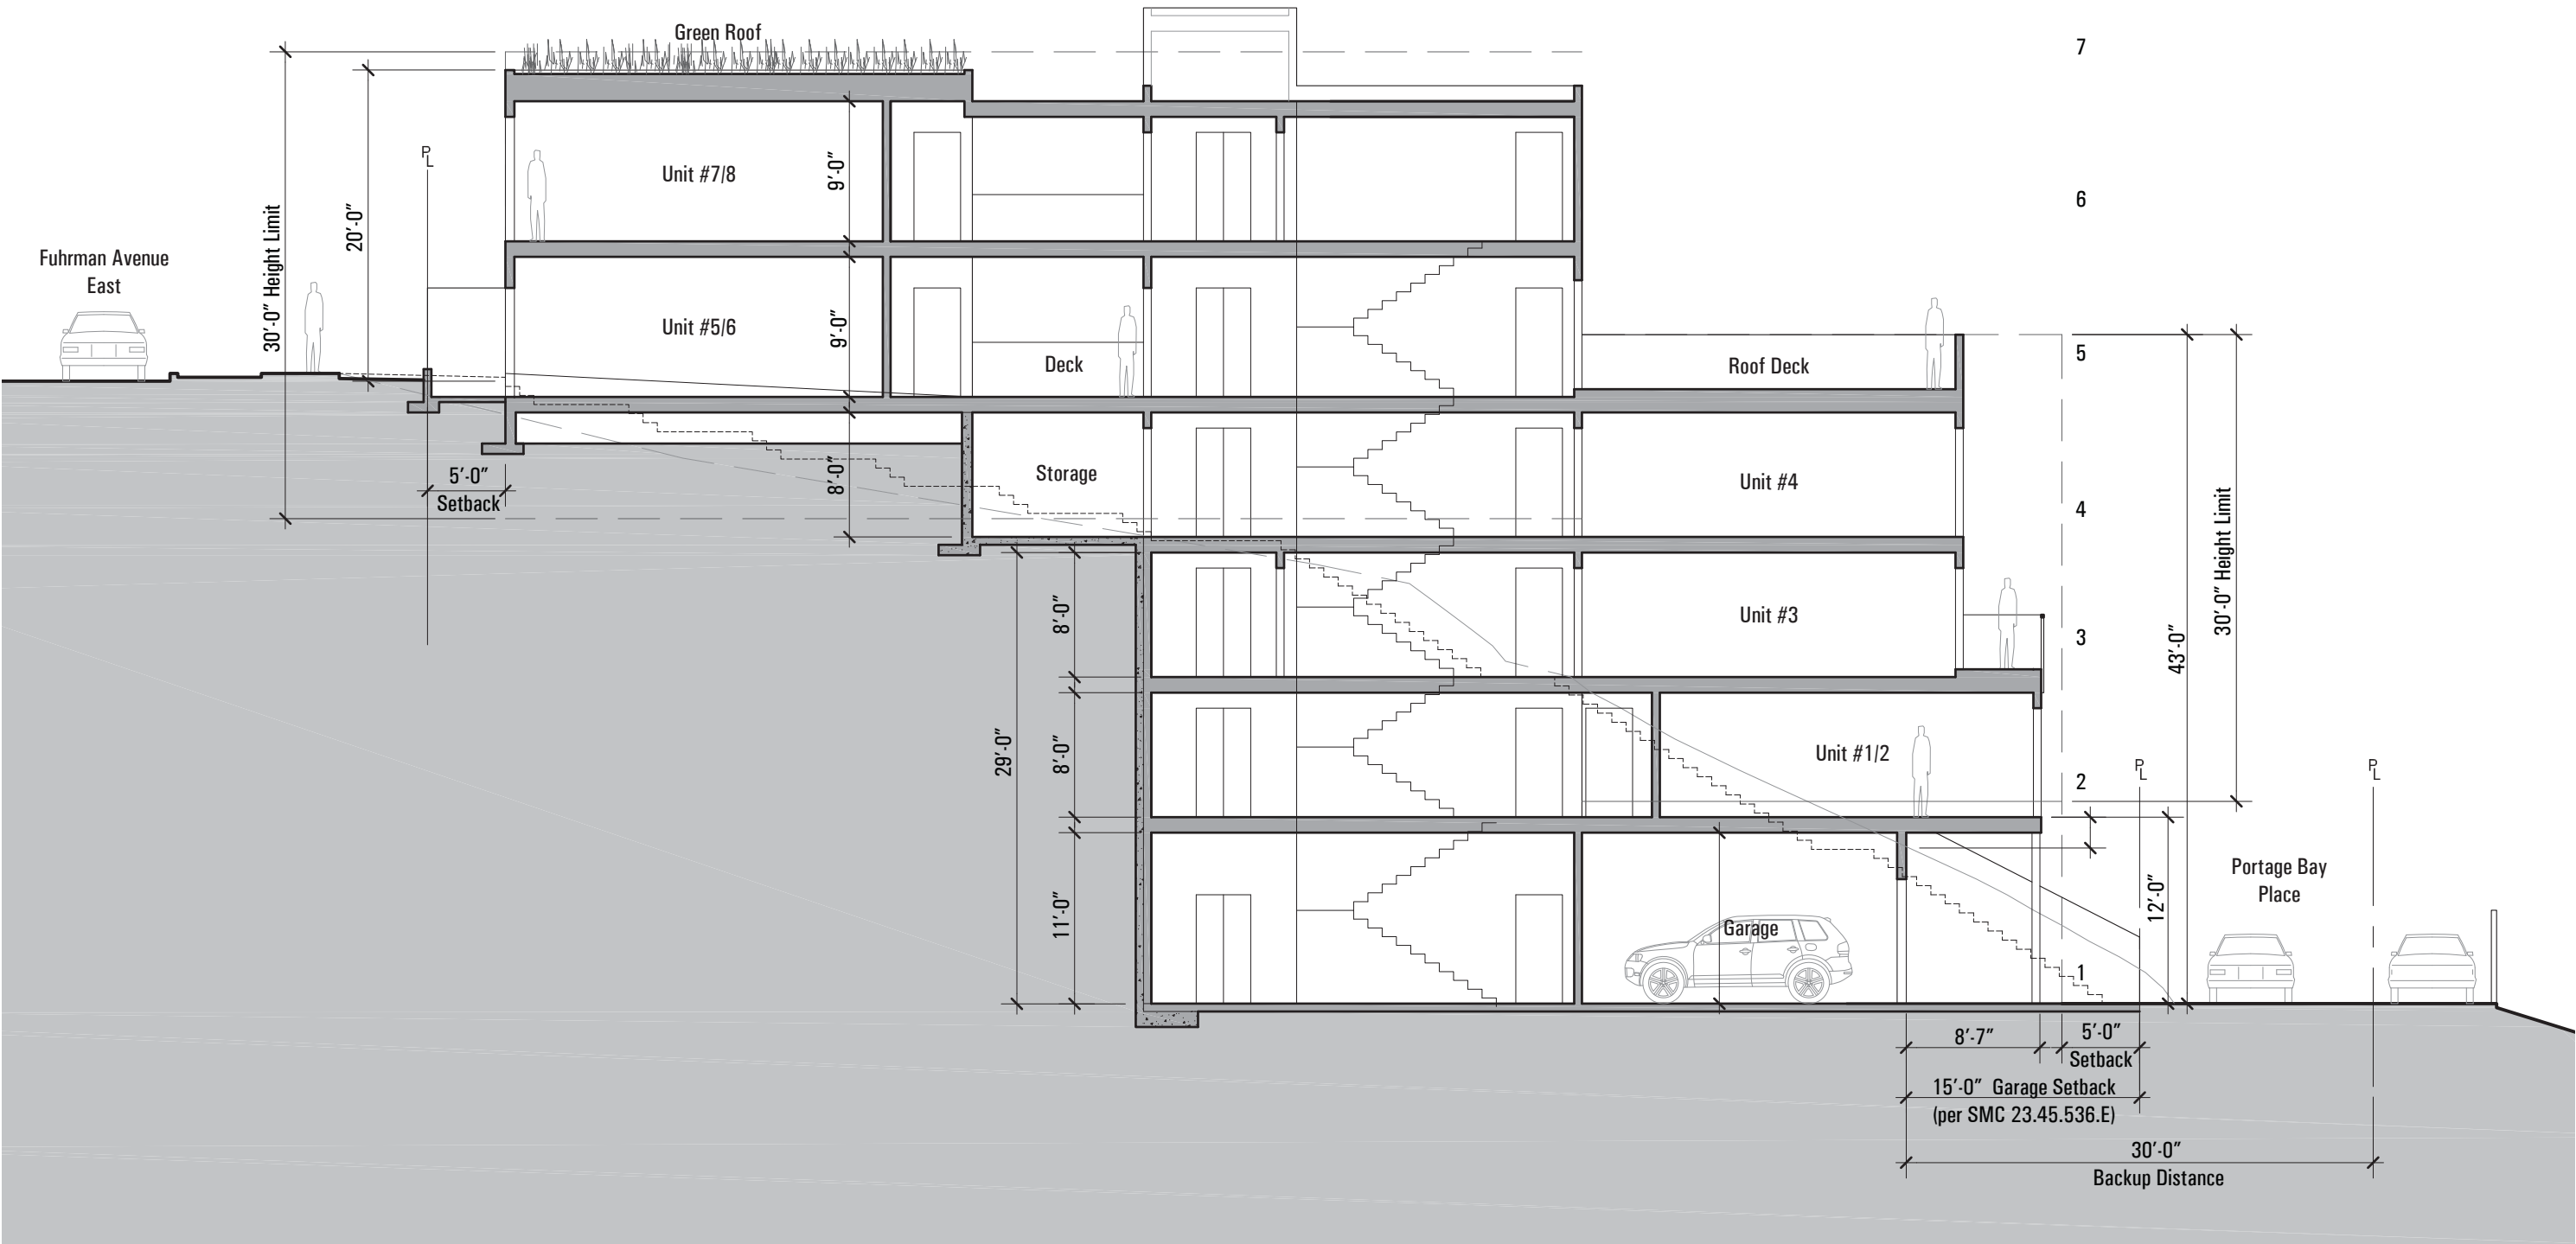 Green Roof
7
P
L
Unit #7/8
9'-0"
6
30'-0" Height Limit
20'-0"
Fuhrman Avenue
East
Unit #5/6
9'-0"
Deck
Roof Deck
5
5'-0"
Setback
8'-0"
Storage
Unit #4
4
30'-0" Height Limit
8'-0"
Unit #3
3
43'-0"
29'-0"
8'-0"
Unit #1/2
2
P
L
P
L
11'-0"
Garage
12'-0"
Portage Bay
Place
1
8'-7"
5'-0"
Setback
15'-0" Garage Setback
(per SMC 23.45.536.E)
30'-0"
Backup Distance